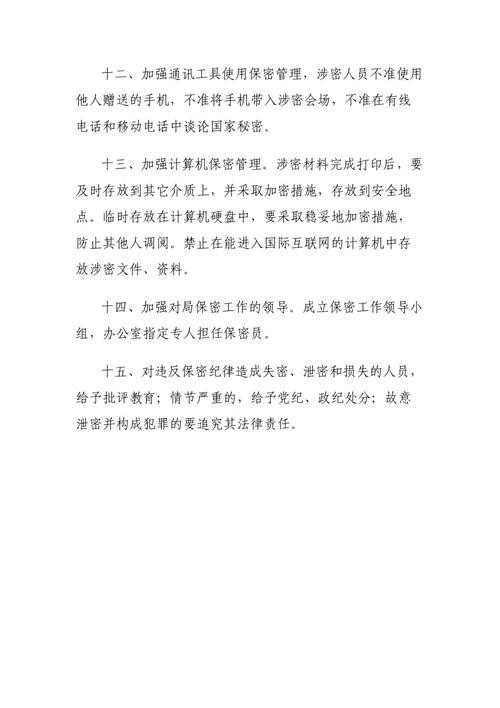 十二、加强通讯工具使用保密管理，涉密人员不准使用
他人赠送的手机，不准将手机带入涉密会场，不准在有线
电话和移动电话中谈论国家秘密。
十三、加强计算机保密管理。涉密材料完成打印后，要
及时存放到其它介质上，并采取加密措施，存放到安全地
点。临时存放在计算机硬盘中，要采取稳妥地加密措施，
防止其他人调阅。禁止在能进入国际互联网的计算机中存
放涉密文件、资料。
十四、加强对局保密工作的领导。成立保密工作领导小
组，办公室指定专人担任保密员。
十五、对违反保密纪律造成失密、泄密和损失的人员，
给予批评教育；情节严重的，给予党纪、政纪处分；故意
泄密并构成犯罪的要追究其法律责任。